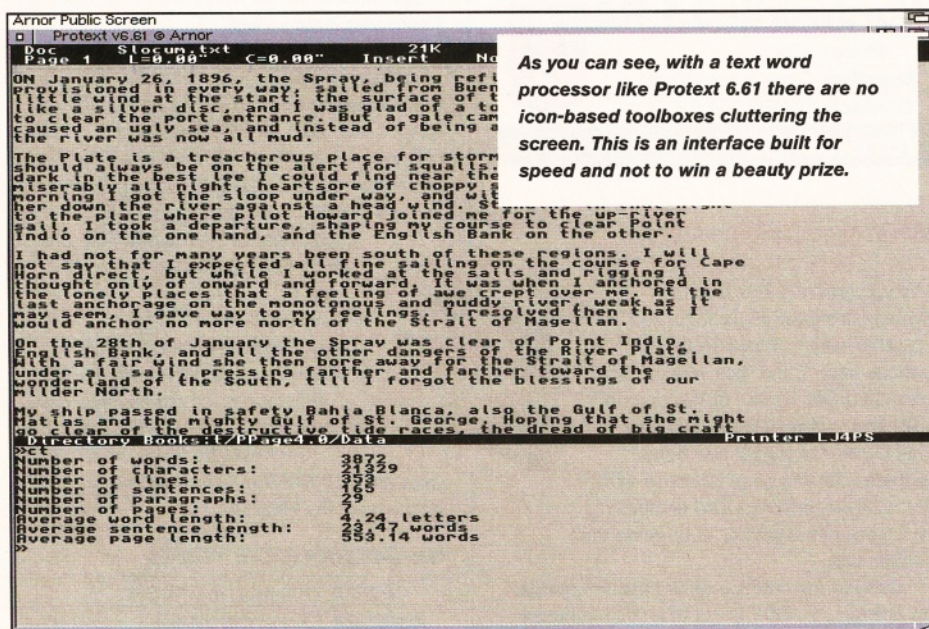 Arnor Public Screen
Protext v6.61 © Arnor
Doc Slocum.txt 21K
Page 1 L=0.00" C=0.00" Insert No
ON January 26, 1896, the Spray, being refi
provisioned in every way, sailed from Buen
little wind at the start; the surface of t
like a silver disc, and I was glad of a to
to clear the port entrance. But a gale cam
caused an ugly sea, and instead of being a
the river was now all mud.
The Plate is a treacherous place for storm
should always be on the alert for squalls.
dark in the best lee I could find near the
miserably all night, heartsore of choppy s
morning I got the sloop under way, and wit
her down the river against a head wind. St
to the place where pilot Howard joined me for the up-river
sail, I took a departure, shaping my course to clear Point
Indio on the one hand, and the English Bank on the other.
I had not for many years been south of these regions. I will
not say that I expected all fine sailing on the course for Cape
Horn direct, but while I worked at the sails and rigging I
thought only of onward and forward. It was when I anchored in
the lonely places that a feeling of awe crept over me. At the
last anchorage on the monotonous and muddy river, weak as it
may seem, I gave way to my feelings. I resolved then that I
would anchor no more north of the Strait of Magellan.
On the 28th of January the Spray was clear of Point Indio,
English Bank, and all the other dangers of the River Plate.
With a fair wind she then bore away for the Strait of Magellan,
under all sail, pressing farther and farther toward the
wonderland of the South, till I forgot the blessings of our
milder North.
My ship passed in safety Bahia Blanca, also the Gulf of St.
Matias and the mighty Gulf of St. George. Hoping that she might
go clear of the destructive tide races, the dread of big craft
Directory Books:t/PPage4.0/Data Printer LJ4PS
»ct
Number of words: 3872
Number of characters: 21329
Number of lines: 353
Number of sentences: 165
Number of paragraphs: 29
Number of pages: 7
Average word length: 4.24 letters
Average sentence length: 23.47 words
Average page length: 553.14 words
»
As you can see, with a text word
processor like Protext 6.61 there are no
icon-based toolboxes cluttering the
screen. This is an interface built for
speed and not to win a beauty prize.